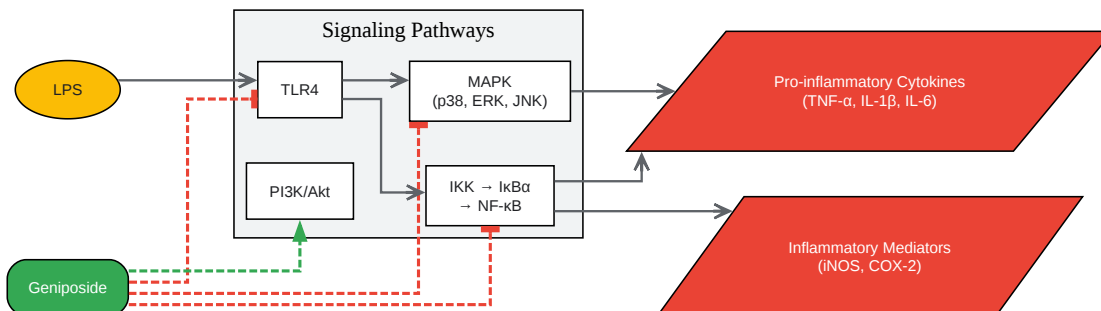 Signaling Pathways
LPS
TLR4
MAPK
(p38, ERK, JNK)
Pro-inflammatory Cytokines
(TNF-α, IL-1β, IL-6)
PI3K/Akt
IKK → IκBα
→ NF-κB
Inflammatory Mediators
(iNOS, COX-2)
Geniposide